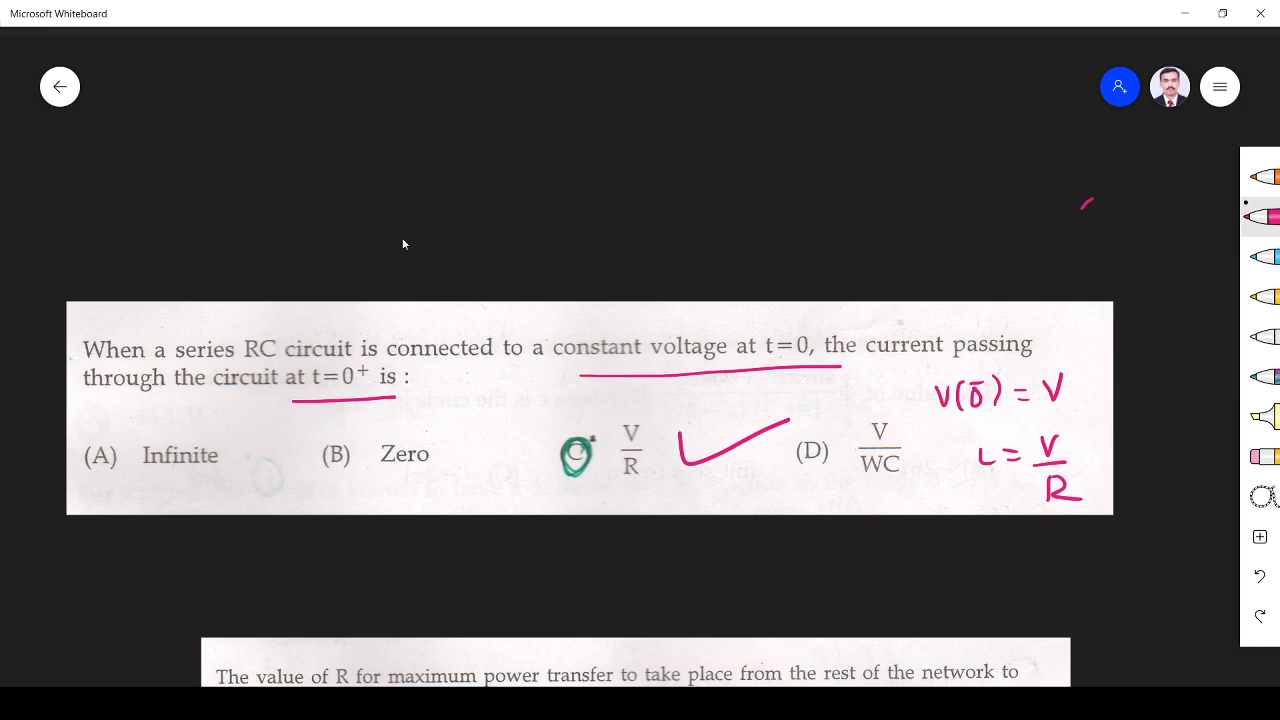 Microsoft Whiteboard
When a series RC circuit is connected to a constant voltage at t=0, the current passing
through the circuit at t=0⁺ is :
V(0⁻) = V
(A) Infinite (B) Zero C V/R (D) V/WC
i = V/R
The value of R for maximum power transfer to take place from the rest of the network to